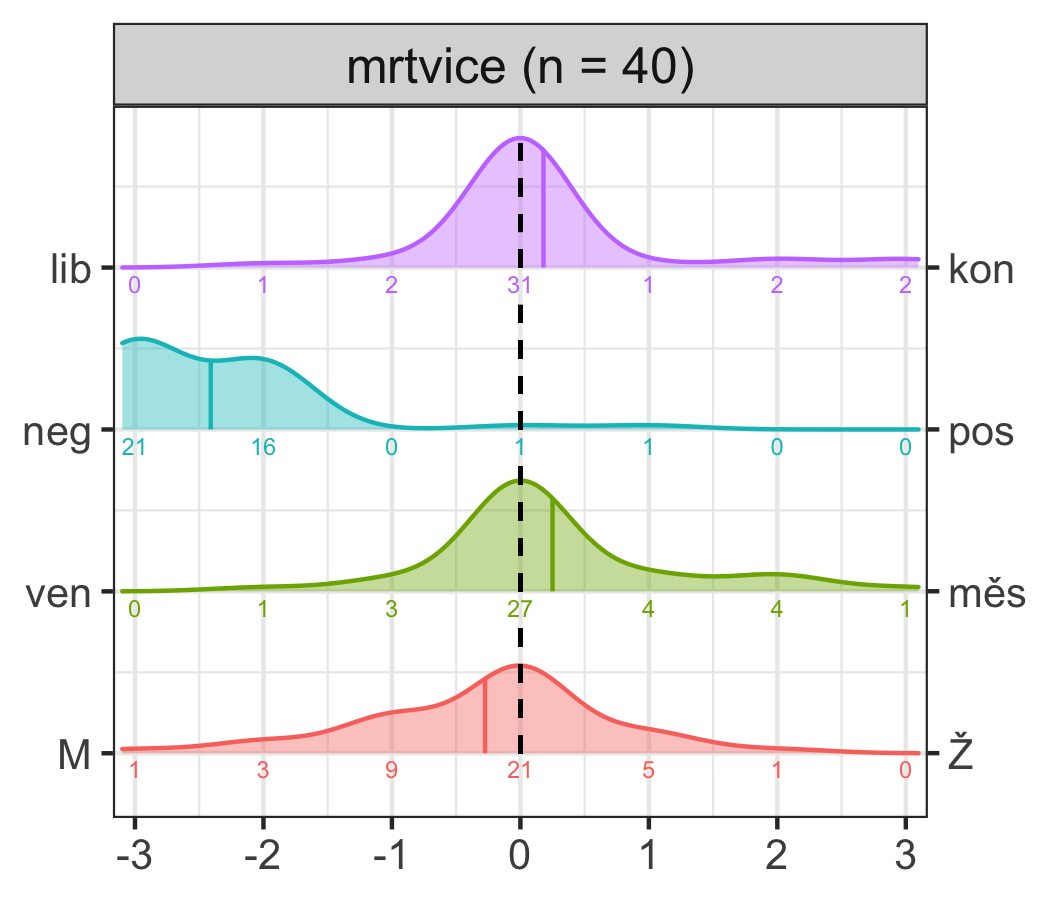 mrtvice (n = 40)
lib kon
0 1 2 31 1 2 2
neg pos
21 16 0 1 1 0 0
ven měs
0 1 3 27 4 4 1
M Ž
1 3 9 21 5 1 0
-3 -2 -1 0 1 2 3